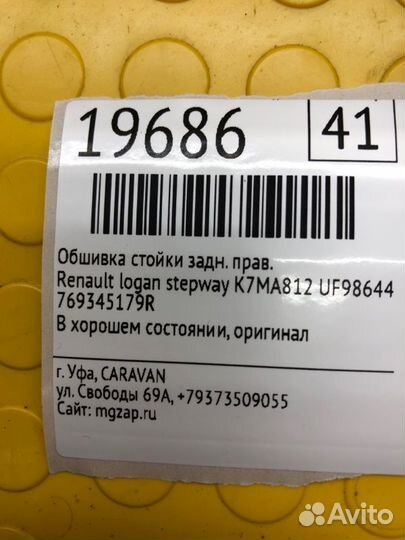 19686 41
Обшивка стойки задн. прав.
Renault logan stepway K7MA812 UF98644
769345179R
В хорошем состоянии, оригинал
г. Уфа, CARAVAN
ул. Свободы 69А, +79373509055
Сайт: mgzap.ru
Avito